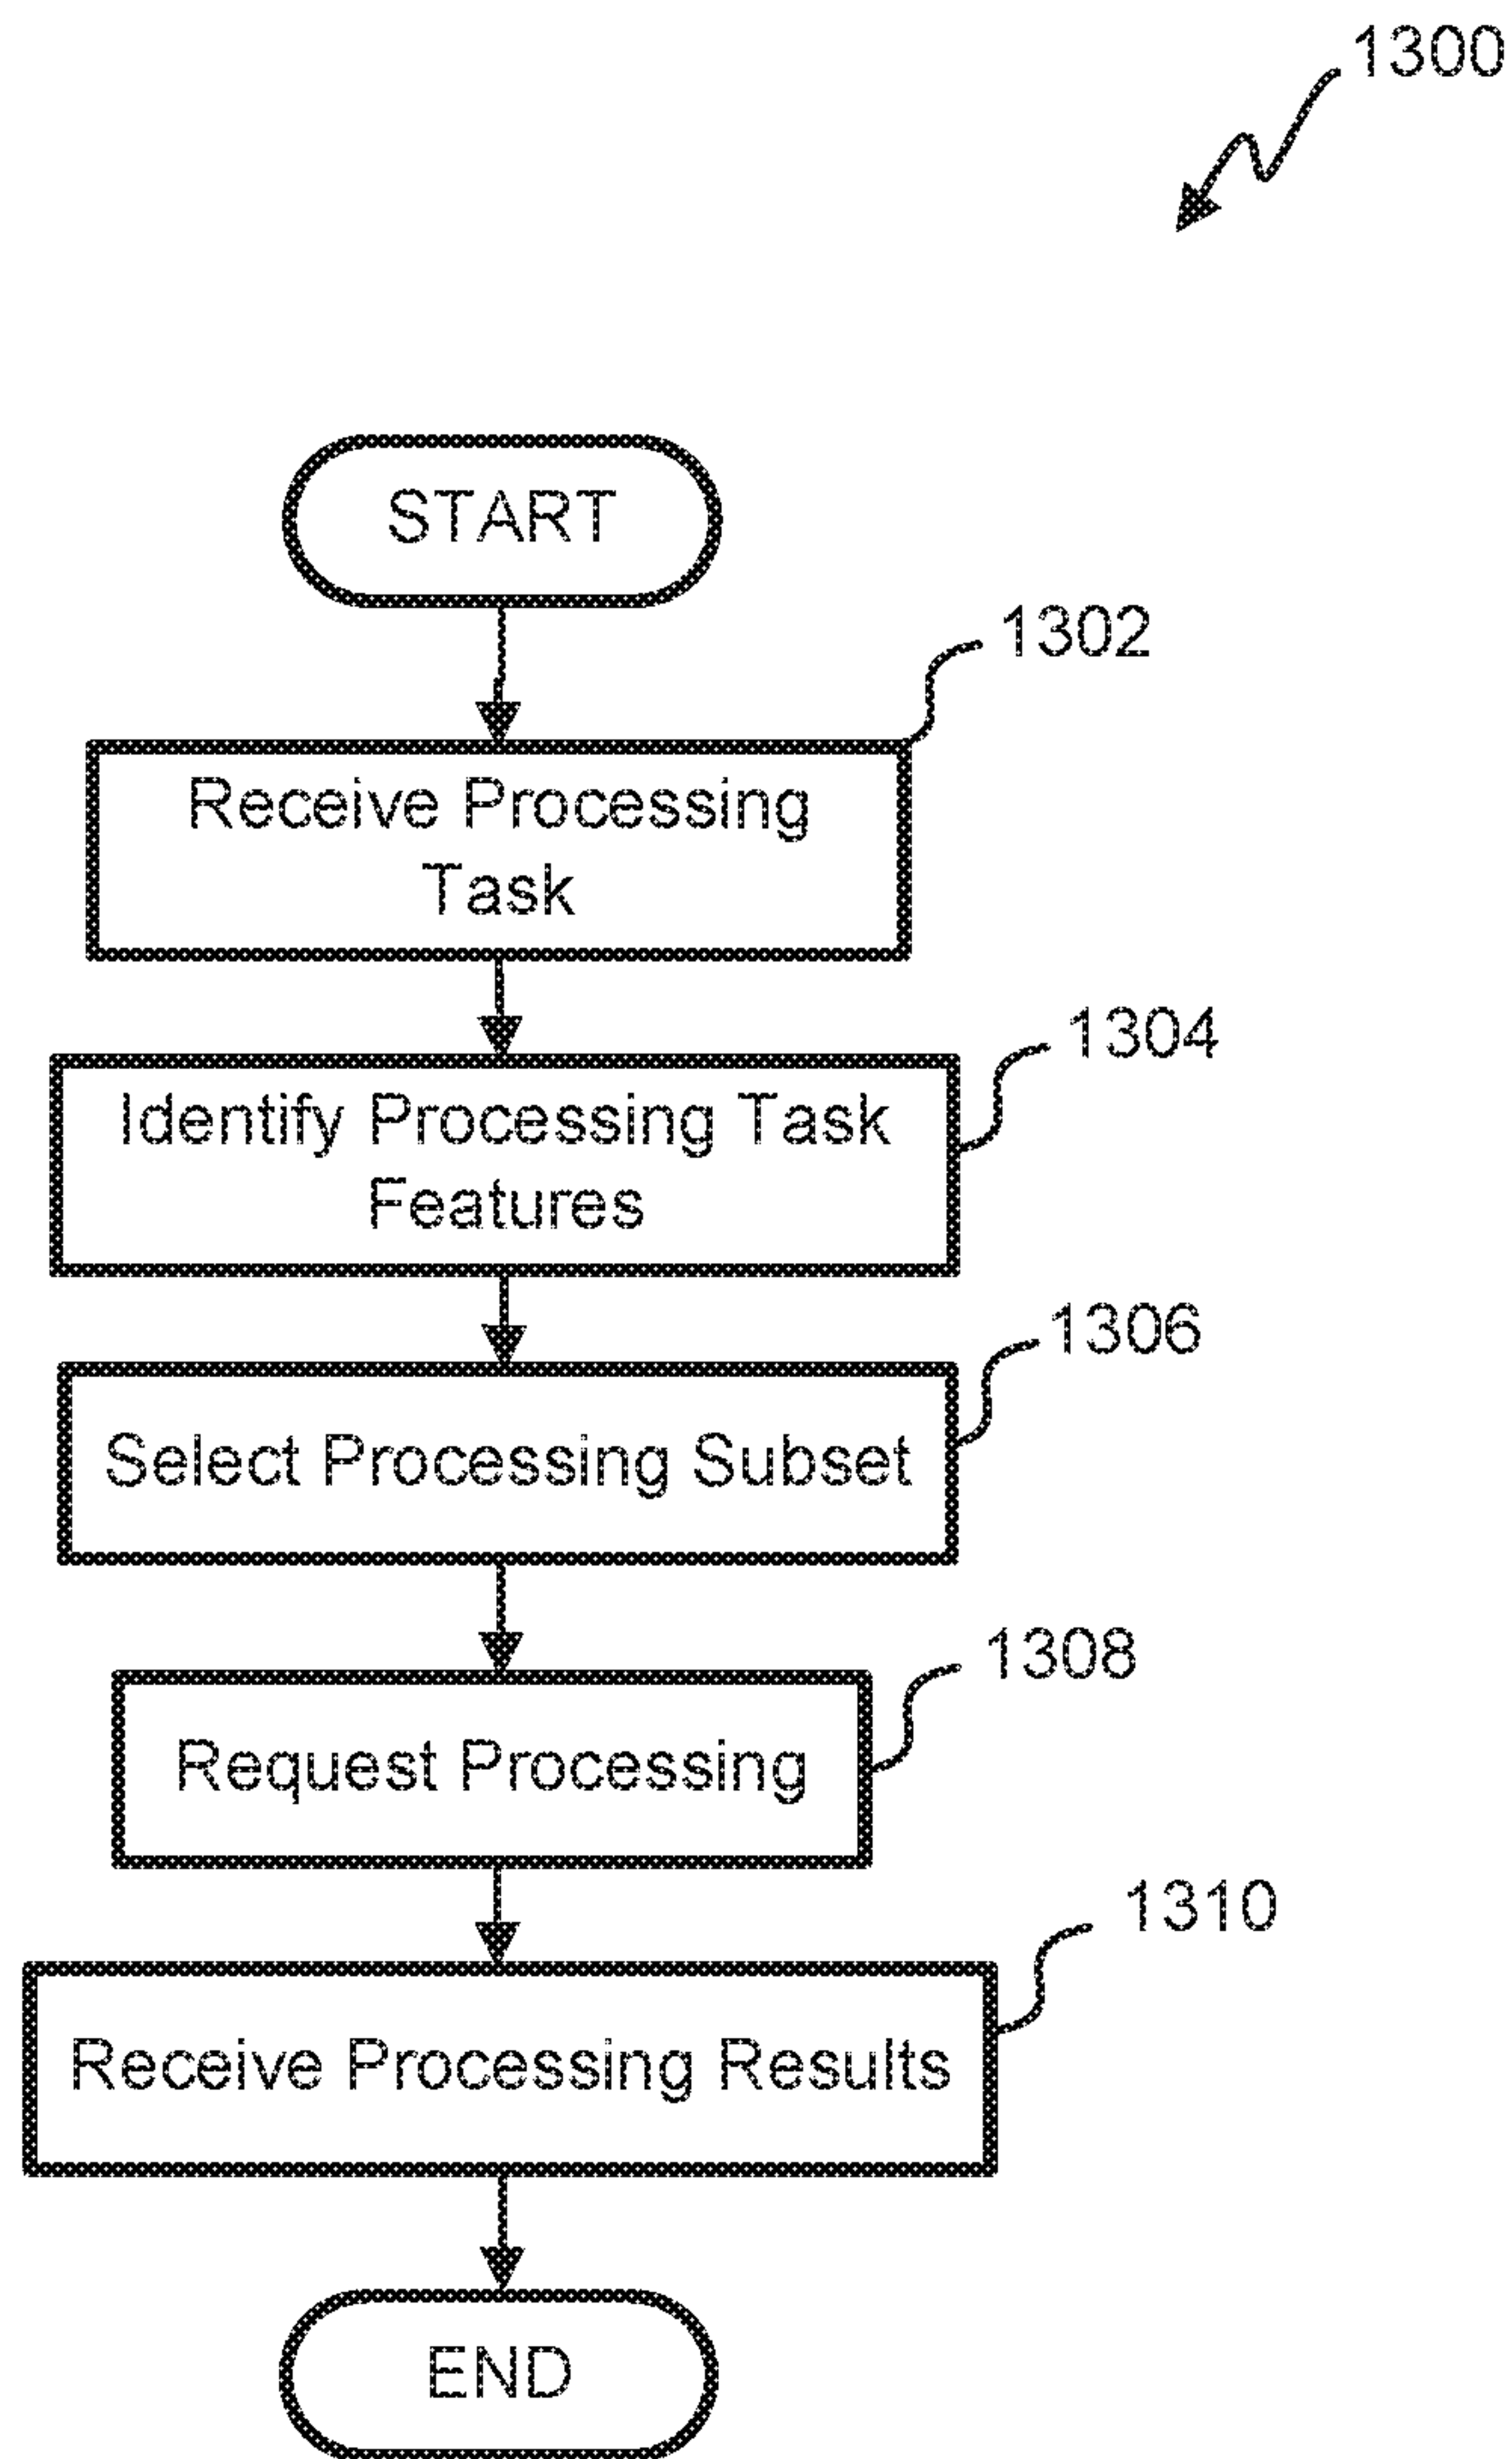 1300
START
1302
Receive Processing
Task
1304
Identify Processing Task
Features
1306
Select Processing Subset
1308
Request Processing
1310
Receive Processing Results
END